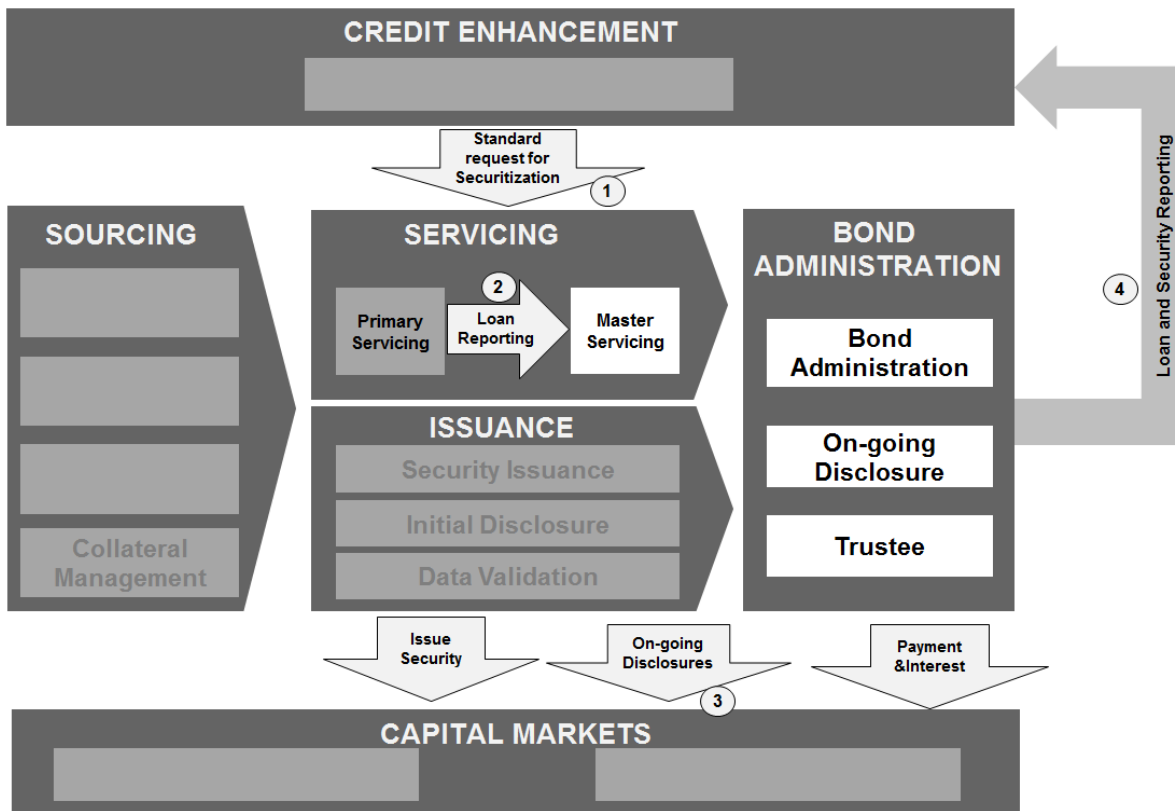 CREDIT ENHANCEMENT
Standard
request for
Securitization
1
Loan and Security Reporting
4
SOURCING
Collateral
Management
SERVICING
Primary
Servicing
2
Loan
Reporting
Master
Servicing
ISSUANCE
Security Issuance
Initial Disclosure
Data Validation
BOND
ADMINISTRATION
Bond
Administration
On-going
Disclosure
Trustee
Issue
Security
On-going
Disclosures
3
Payment
&Interest
CAPITAL MARKETS